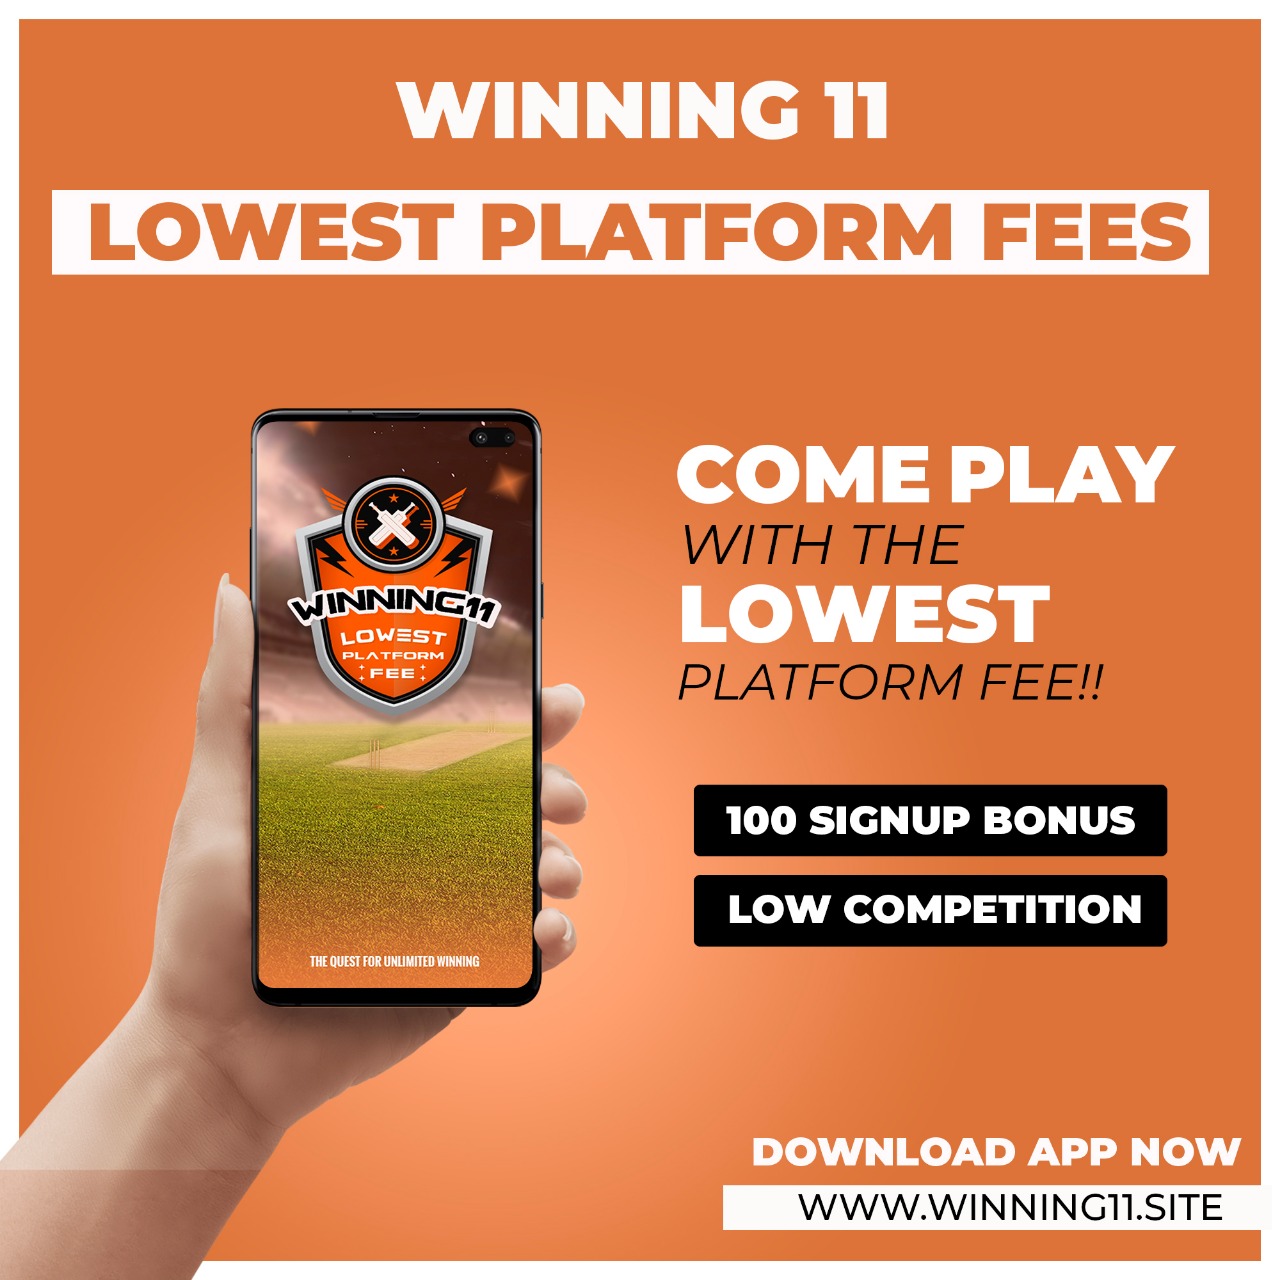 WINNING 11
LOWEST PLATFORM FEES
WINNING11
LOWEST
PLATFORM
FEE
THE QUEST FOR UNLIMITED WINNING
COME PLAY
WITH THE
LOWEST
PLATFORM FEE!!
100 SIGNUP BONUS
LOW COMPETITION
DOWNLOAD APP NOW
WWW.WINNING11.SITE